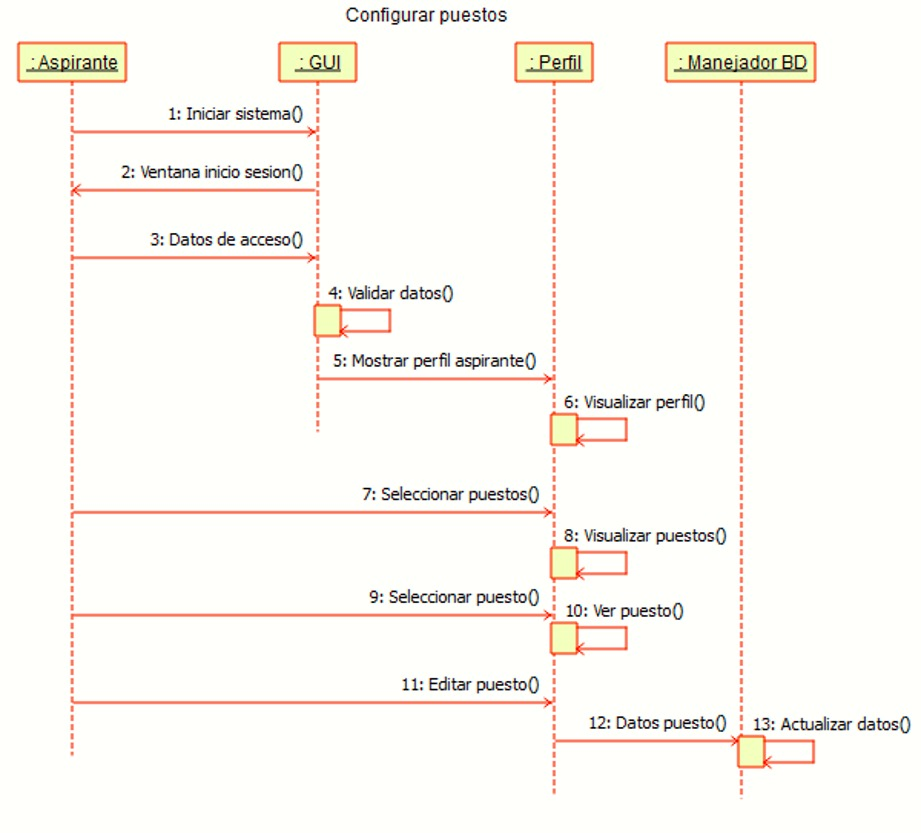 Configurar puestos
: Aspirante
: GUI
: Perfil
: Manejador BD
1: Iniciar sistema()
2: Ventana inicio sesion()
3: Datos de acceso()
4: Validar datos()
5: Mostrar perfil aspirante()
6: Visualizar perfil()
7: Seleccionar puestos()
8: Visualizar puestos()
9: Seleccionar puesto()
10: Ver puesto()
11: Editar puesto()
12: Datos puesto()
13: Actualizar datos()